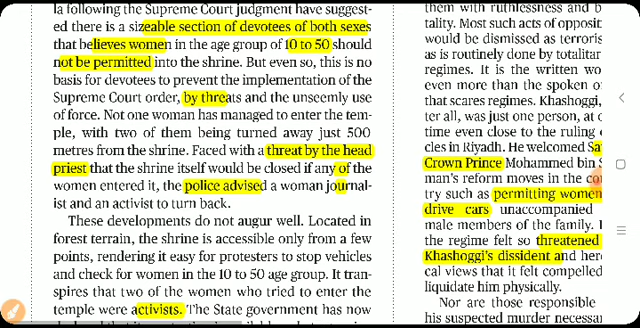 la following the Supreme Court judgment have suggest-
ed there is a sizeable section of devotees of both sexes
that believes women in the age group of 10 to 50 should
not be permitted into the shrine. But even so, this is no
basis for devotees to prevent the implementation of the
Supreme Court order, by threats and the unseemly use
of force. Not one woman has managed to enter the tem-
ple, with two of them being turned away just 500
metres from the shrine. Faced with a threat by the head
priest that the shrine itself would be closed if any of the
women entered it, the police advised a woman journal-
ist and an activist to turn back.
These developments do not augur well. Located in
forest terrain, the shrine is accessible only from a few
points, rendering it easy for protesters to stop vehicles
and check for women in the 10 to 50 age group. It tran-
spires that two of the women who tried to enter the
temple were activists. The State government has now
them with ruthlessness and b
tality. Most such acts of opposit
would be dismissed as terroris
as is routinely done by totalitar
regimes. It is the written wo
even more than the spoken o
that scares regimes. Khashoggi,
ter all, was just one person, at o
time even close to the ruling c
cles in Riyadh. He welcomed Sa
Crown Prince Mohammed bin S
man's reform moves in the co
try such as permitting women
drive cars unaccompanied
male members of the family. I
the regime felt so threatened
Khashoggi's dissident and here
cal views that it felt compelled
liquidate him physically.
Nor are those responsible
his suspected murder necessa